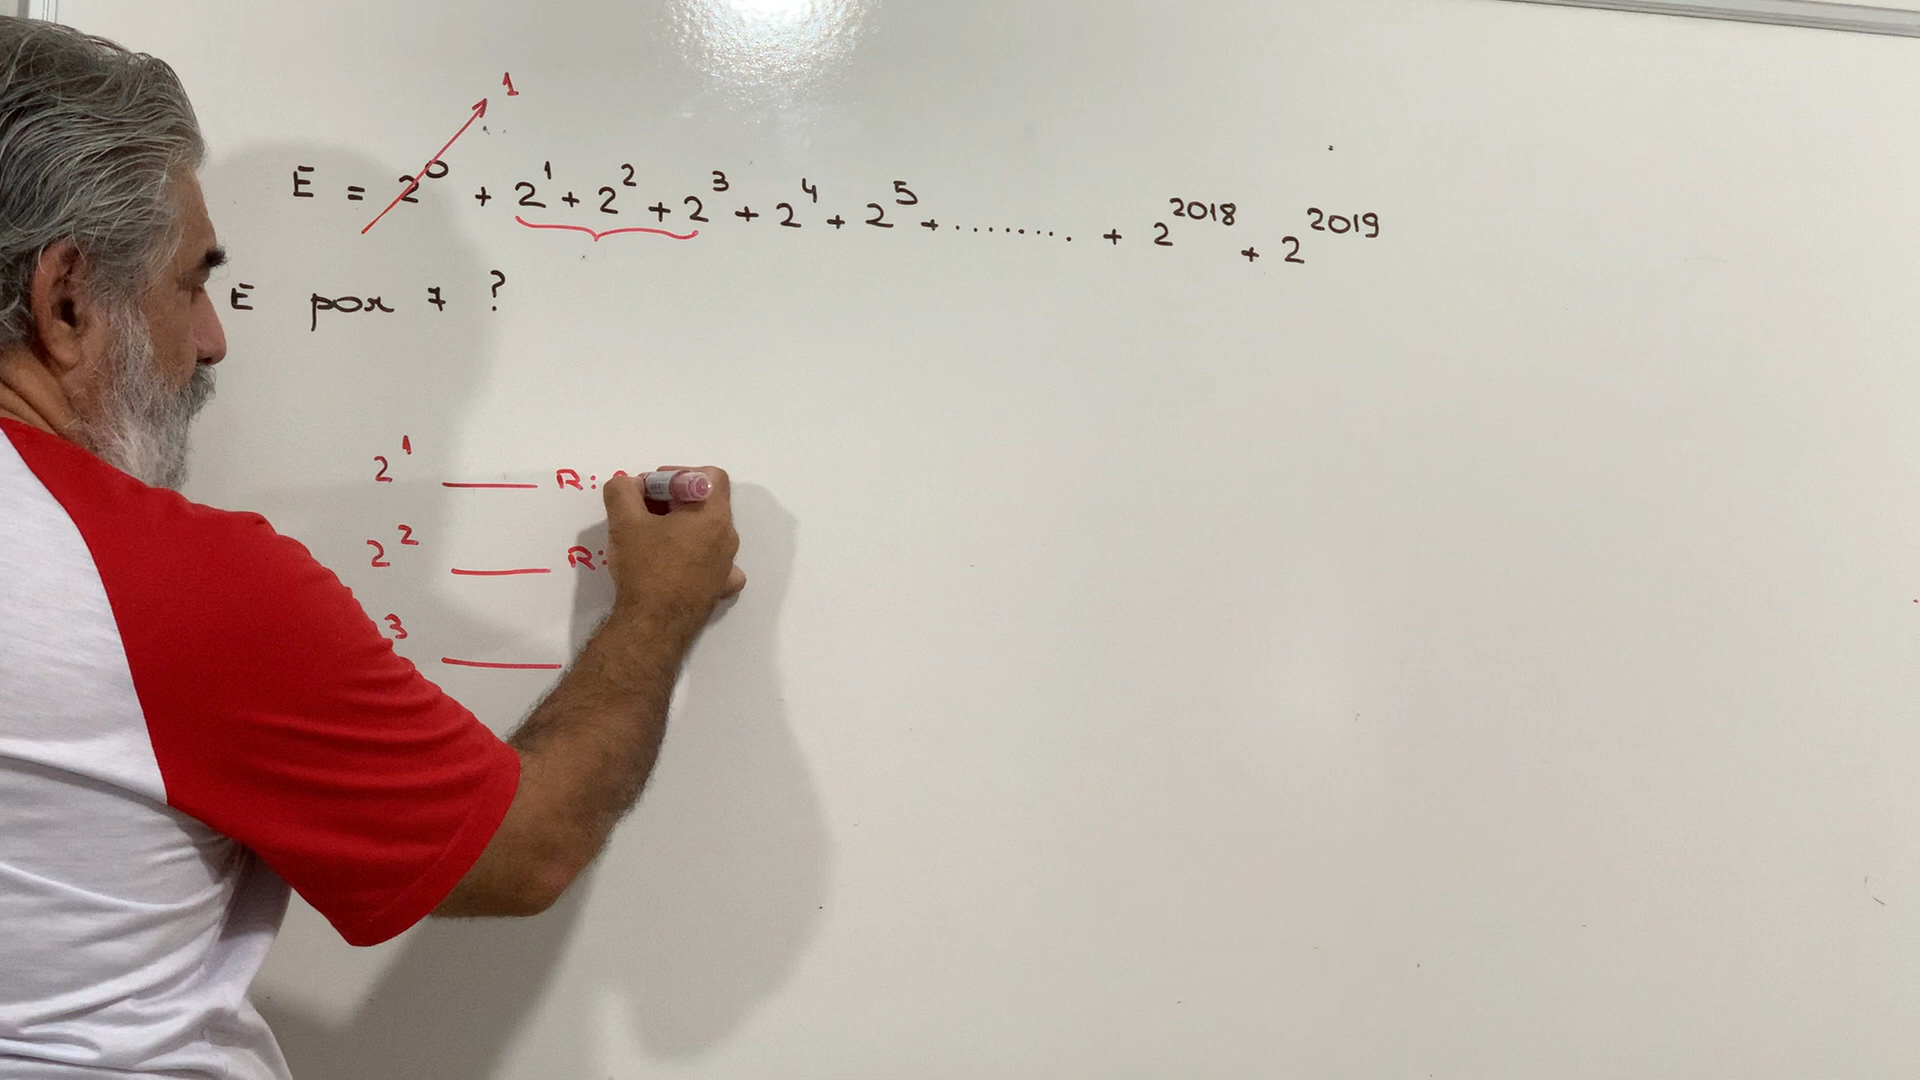 1
E = 2⁰ + 2¹ + 2² + 2³ + 2⁴ + 2⁵ + ........ + 2²⁰¹⁸ + 2²⁰¹⁹
E por 7 ?
2¹ ____ R:
2² ____ R:
3 ____